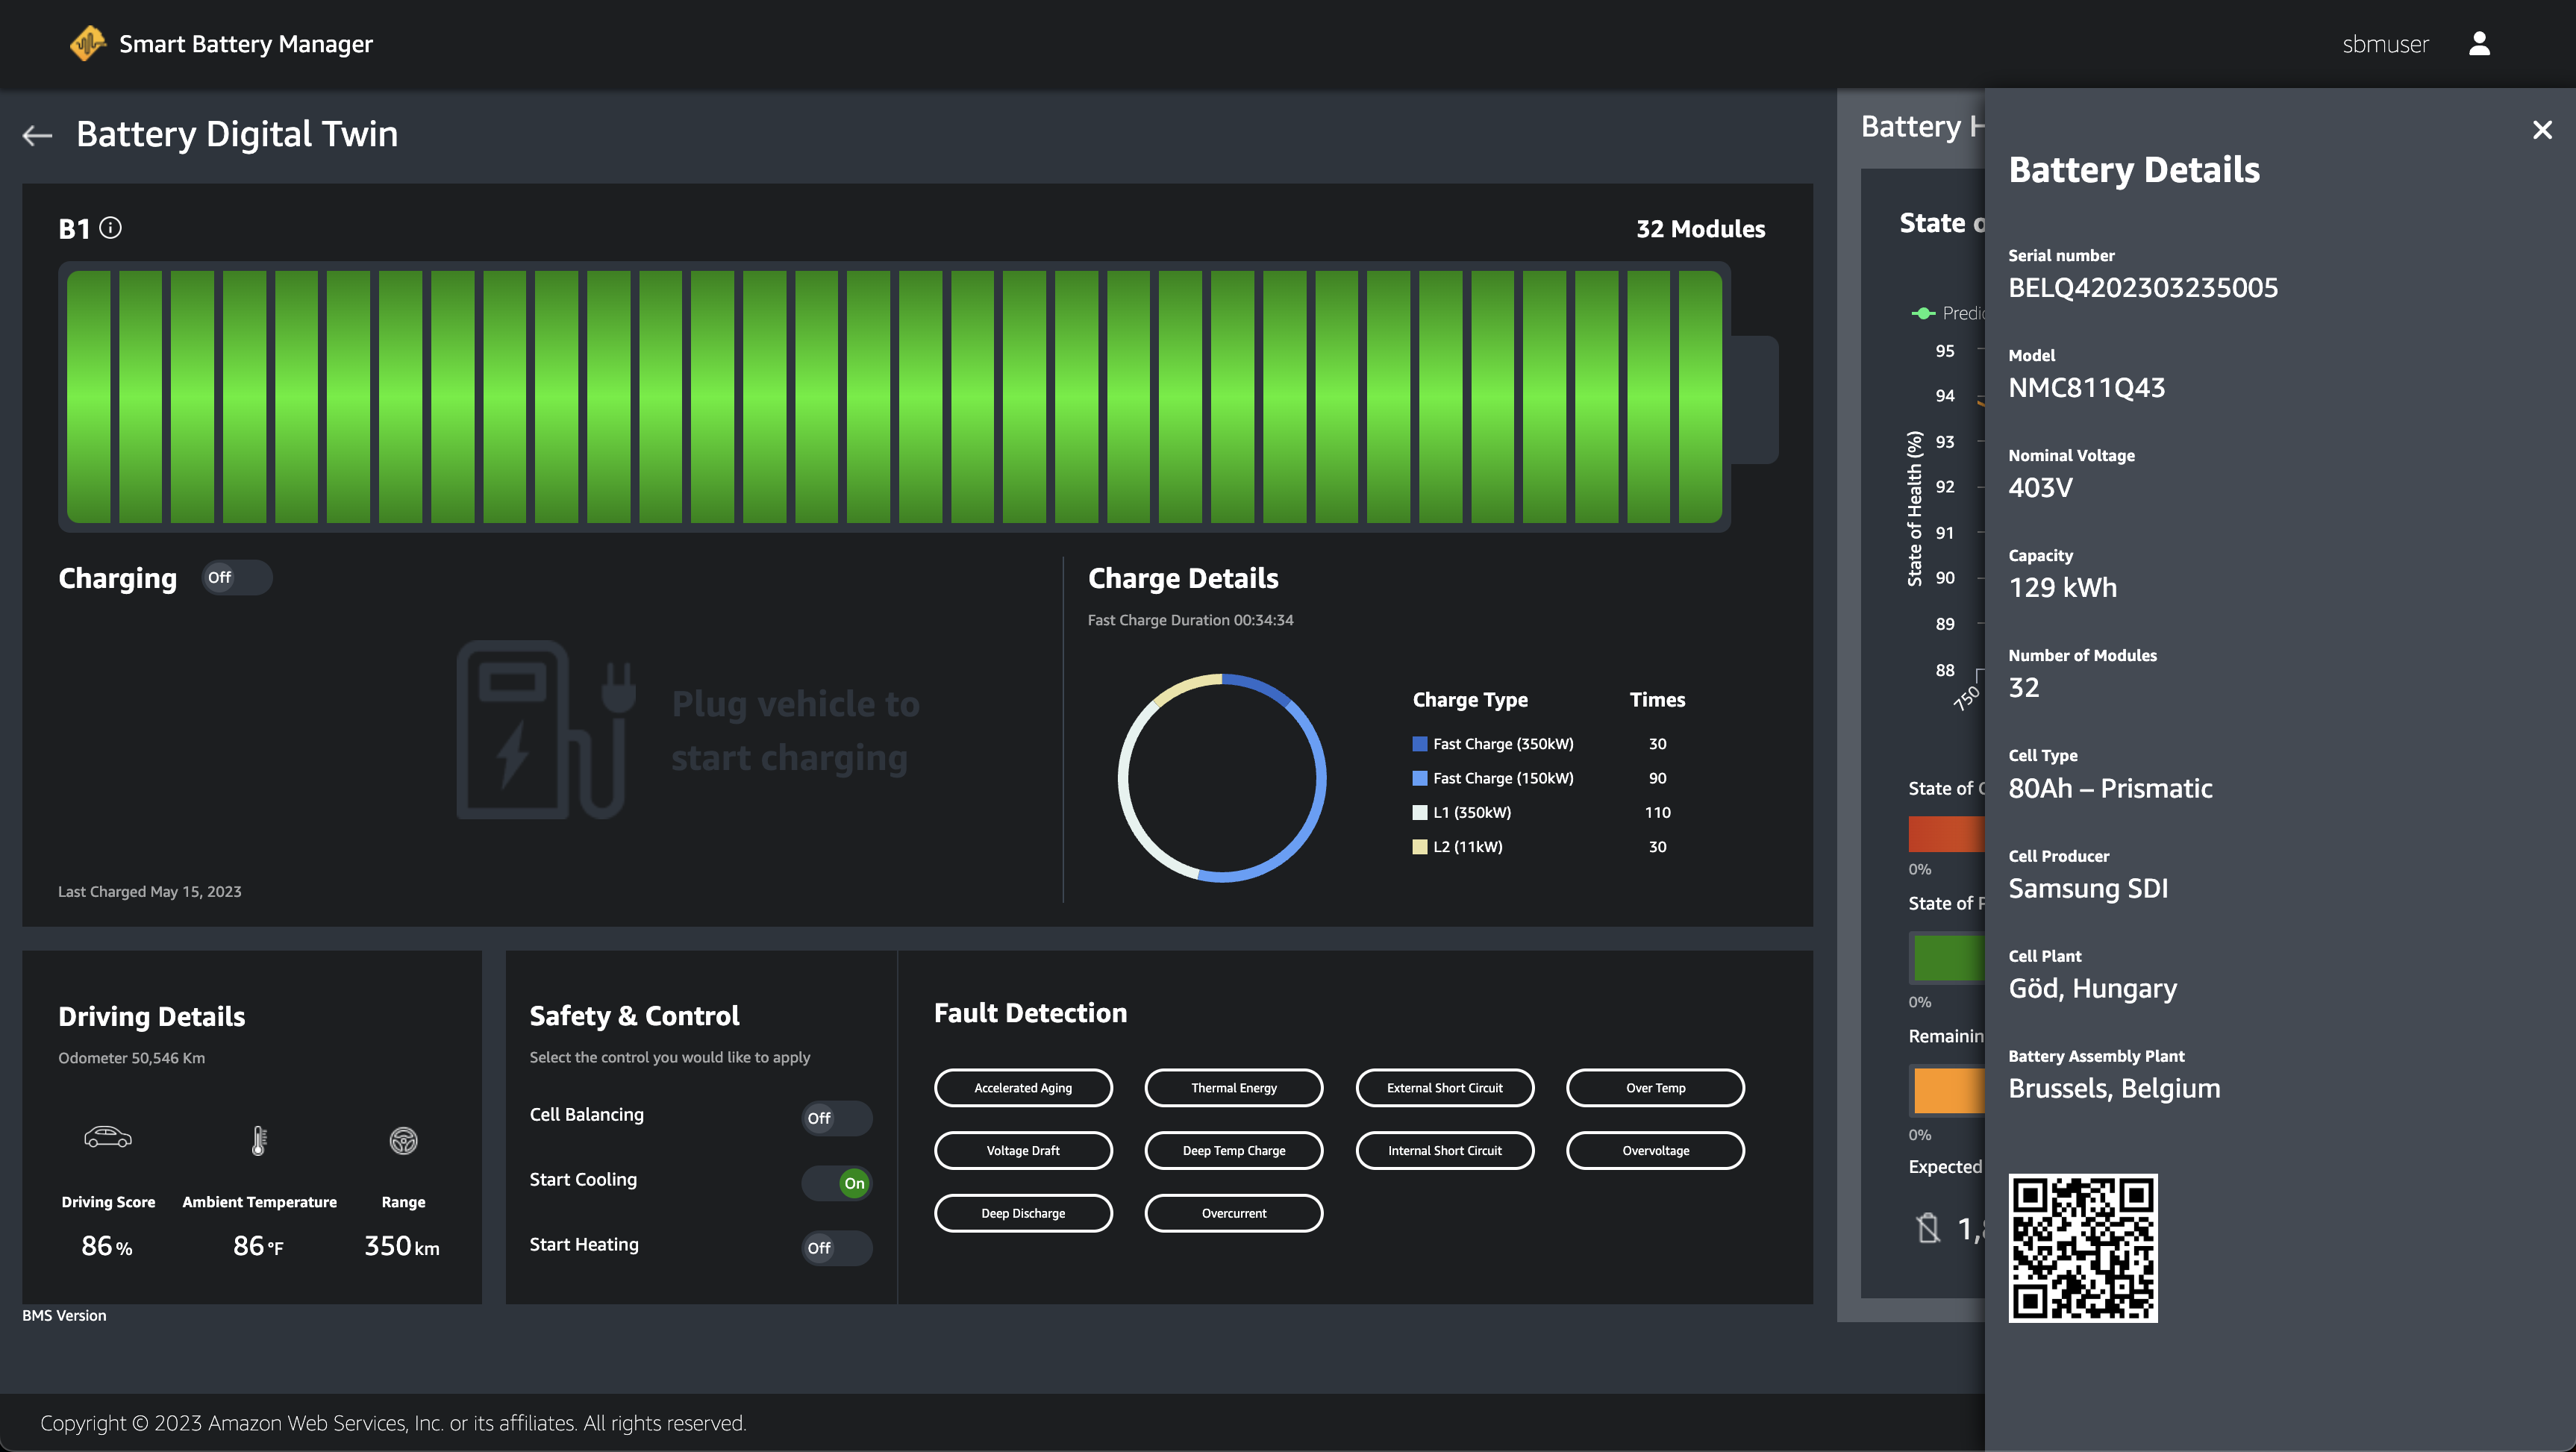 Smart Battery Manager
sbmuser
Battery Digital Twin
B1
32 Modules
Charging
Off
Plug vehicle to
start charging
Last Charged May 15, 2023
Charge Details
Fast Charge Duration 00:34:34
Charge Type Times
Fast Charge (350kW) 30
Fast Charge (150kW) 90
L1 (350kW) 110
L2 (11kW) 30
Driving Details
Odometer 50,546 Km
Driving Score
86 %
Ambient Temperature
86 °F
Range
350 km
Safety & Control
Select the control you would like to apply
Cell Balancing Off
Start Cooling On
Start Heating Off
Fault Detection
Accelerated Aging
Thermal Energy
External Short Circuit
Over Temp
Voltage Draft
Deep Temp Charge
Internal Short Circuit
Overvoltage
Deep Discharge
Overcurrent
BMS Version
Battery
State
95
94
93
92
91
90
89
88
State of Health (%)
750
State of
0%
State of
0%
0%
Expected
Battery Details
Serial number
BELQ4202303235005
Model
NMC811Q43
Nominal Voltage
403V
Capacity
129 kWh
Number of Modules
32
Cell Type
80Ah – Prismatic
Cell Producer
Samsung SDI
Cell Plant
Göd, Hungary
Battery Assembly Plant
Brussels, Belgium
Copyright © 2023 Amazon Web Services, Inc. or its affiliates. All rights reserved.